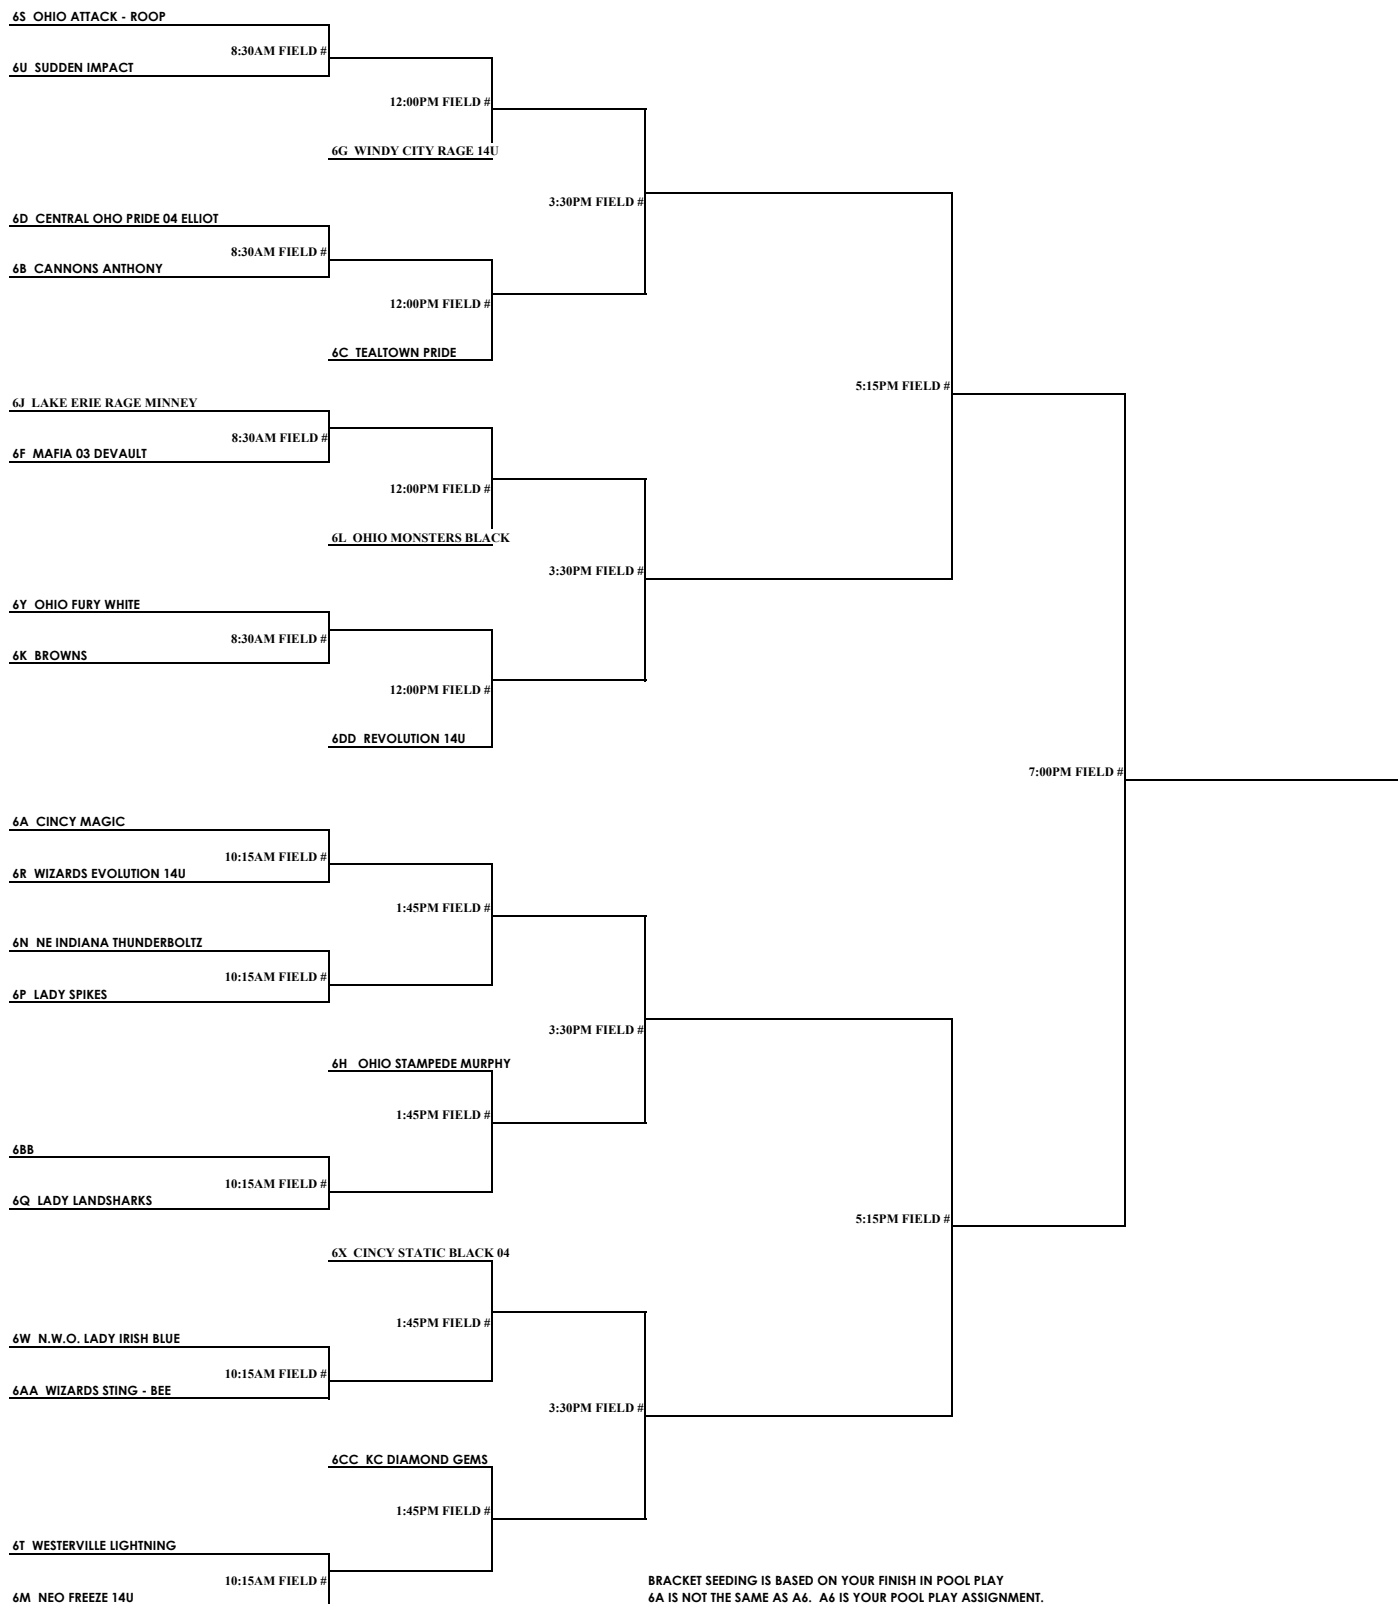 6S  OHIO ATTACK - ROOP
8:30AM FIELD #
6U  SUDDEN IMPACT
12:00PM FIELD #
6G  WINDY CITY RAGE 14U
3:30PM FIELD #
6D  CENTRAL OHO PRIDE 04 ELLIOT
8:30AM FIELD #
6B  CANNONS ANTHONY
12:00PM FIELD #
6C  TEALTOWN PRIDE
5:15PM FIELD #
6J  LAKE ERIE RAGE MINNEY
8:30AM FIELD #
6F  MAFIA 03 DEVAULT
12:00PM FIELD #
6L  OHIO MONSTERS BLACK
3:30PM FIELD #
6Y  OHIO FURY WHITE
8:30AM FIELD #
6K  BROWNS
12:00PM FIELD #
6DD  REVOLUTION 14U
7:00PM FIELD #
6A  CINCY MAGIC
10:15AM FIELD #
6R  WIZARDS EVOLUTION 14U
1:45PM FIELD #
6N  NE INDIANA THUNDERBOLTZ
10:15AM FIELD #
6P  LADY SPIKES
3:30PM FIELD #
6H   OHIO STAMPEDE MURPHY
1:45PM FIELD #
6BB
10:15AM FIELD #
6Q  LADY LANDSHARKS
5:15PM FIELD #
6X  CINCY STATIC BLACK 04
1:45PM FIELD #
6W  N.W.O. LADY IRISH BLUE
10:15AM FIELD #
6AA  WIZARDS STING - BEE
3:30PM FIELD #
6CC  KC DIAMOND GEMS
1:45PM FIELD #
6T  WESTERVILLE LIGHTNING
10:15AM FIELD #
6M  NEO FREEZE 14U
BRACKET SEEDING IS BASED ON YOUR FINISH IN POOL PLAY
6A IS NOT THE SAME AS A6.  A6 IS YOUR POOL PLAY ASSIGNMENT.